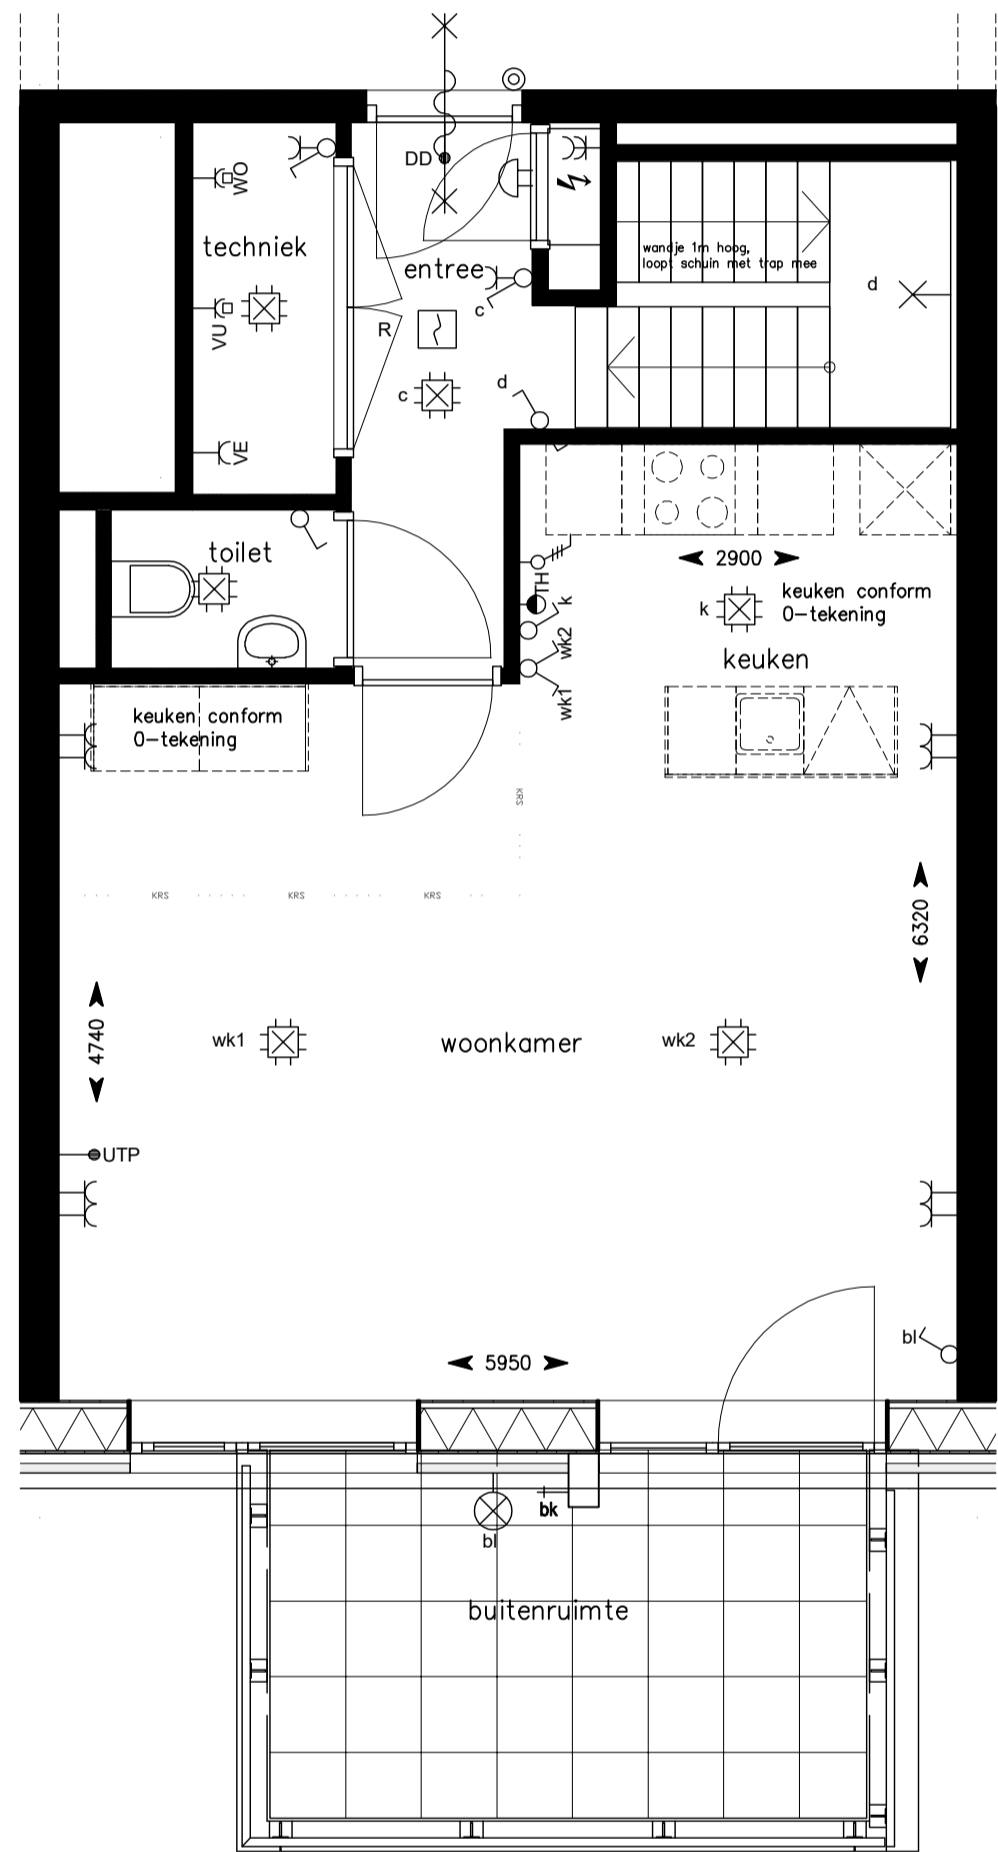 DD
WO
techniek
wandje 1m hoog,
loopt schuin met trap mee
entree
d
c
VU
R
c
d
VE
toilet
2900
TH
k
k
keuken conform
0-tekening
wk2
keuken
wk1
keuken conform
0-tekening
KRS
KRS
KRS
KRS
6320
4740
wk1
woonkamer
wk2
UTP
bl
5950
bk
bl
buitenruimte